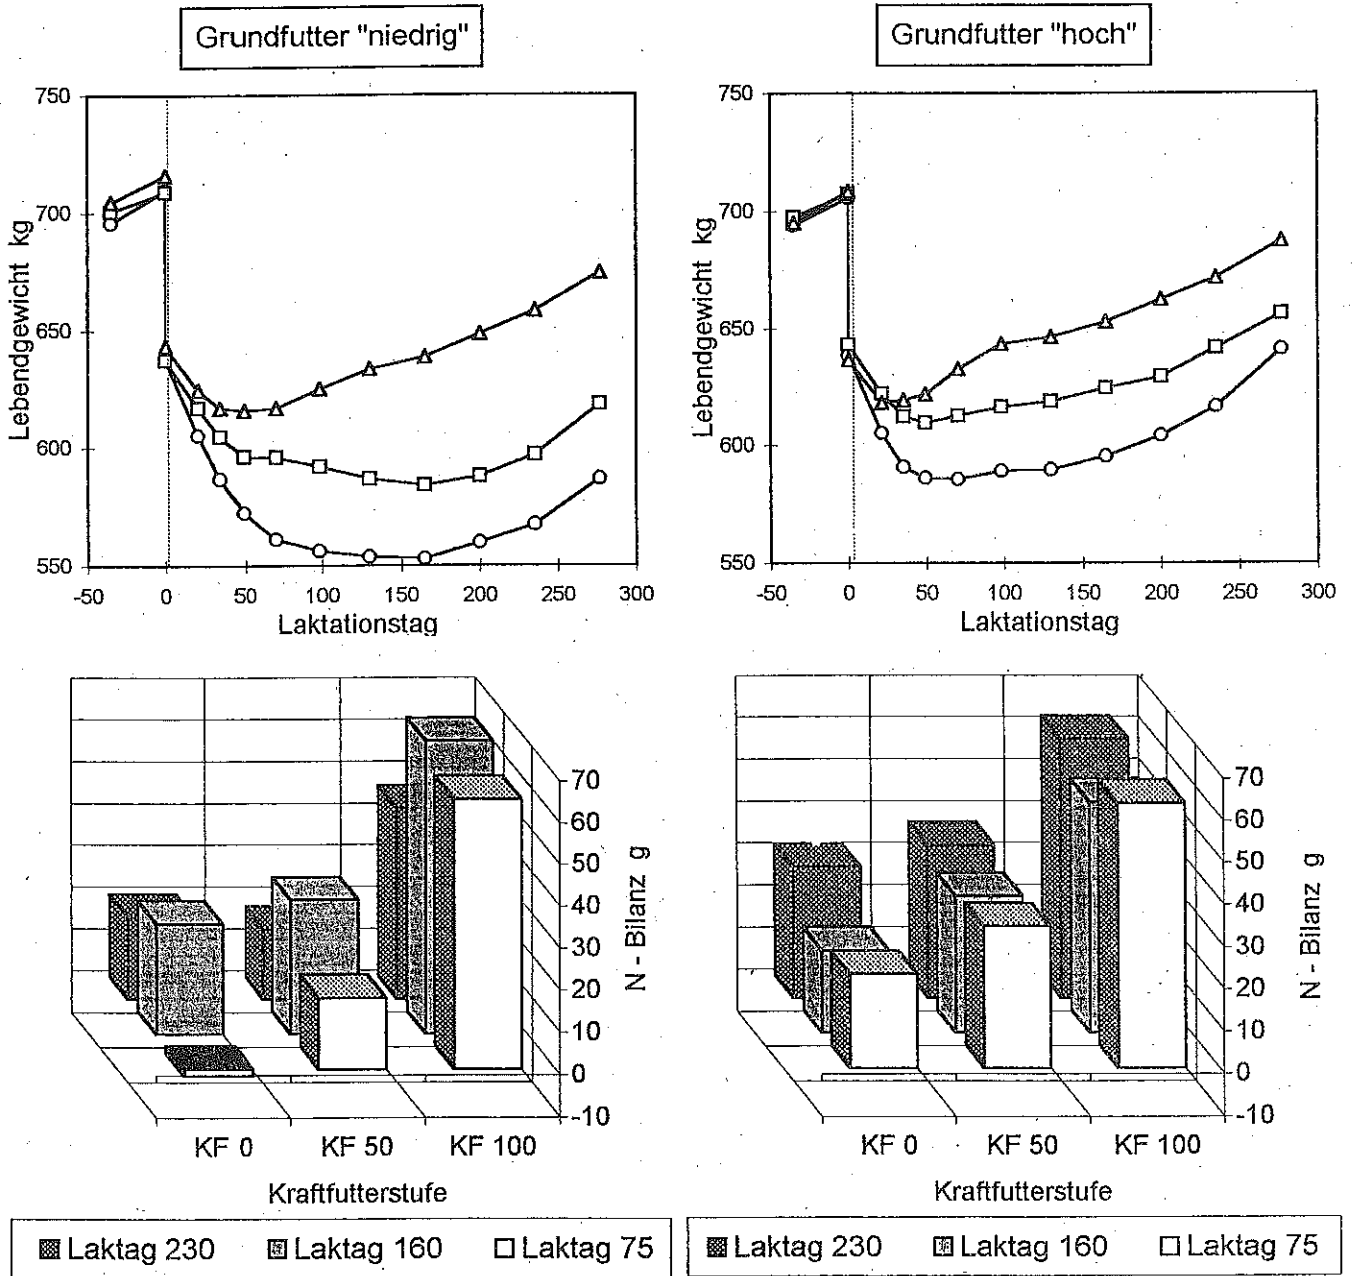 Grundfutter "niedrig"
Grundfutter "hoch"
750
700
650
600
550
Lebendgewicht kg
-50 0 50 100 150 200 250 300
Laktationstag
750
700
650
600
550
Lebendgewicht kg
-50 0 50 100 150 200 250 300
Laktationstag
70
60
50
40
30
20
10
0
-10
N - Bilanz g
KF 0 KF 50 KF 100
Kraftfutterstufe
70
60
50
40
30
20
10
0
-10
N - Bilanz g
KF 0 KF 50 KF 100
Kraftfutterstufe
Laktag 230 Laktag 160 Laktag 75
Laktag 230 Laktag 160 Laktag 75